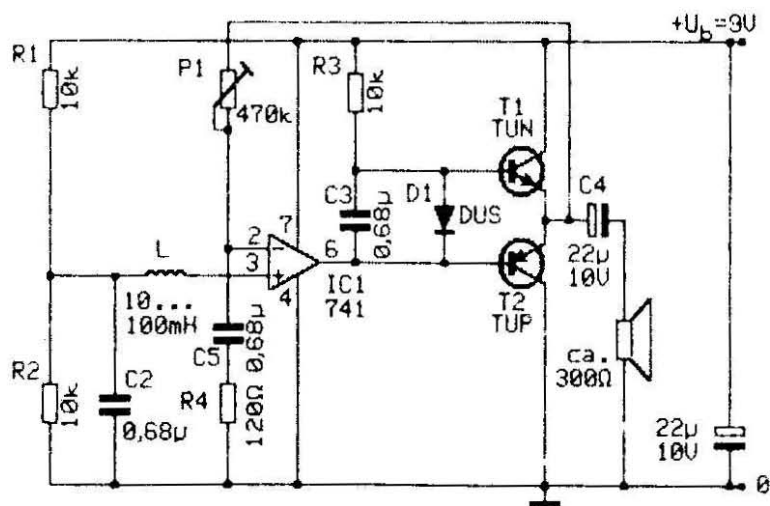 +U_b=9V
R1
10k
P1
470k
R3
10k
T1
TUN
C3
0,68µ
D1
DUS
C4
22µ
10V
2
3
7
4
6
IC1
741
L
10...
100mH
T2
TUP
C5
0,68µ
R2
10k
C2
0,68µ
R4
120Ω
ca.
300Ω
22µ
10V
0